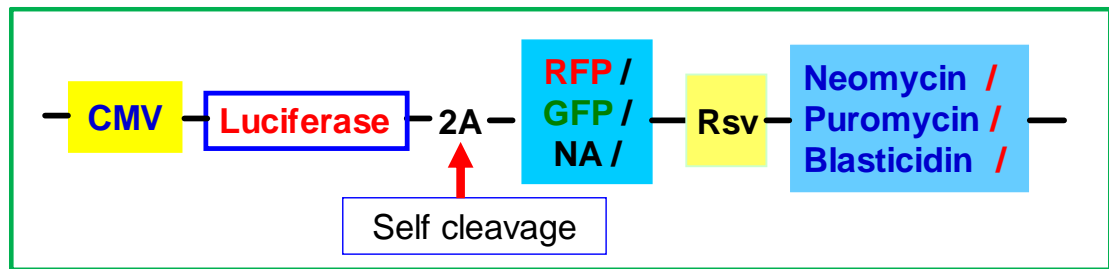 CMV
Luciferase
2A
RFP /
GFP /
NA /
Rsv
Neomycin /
Puromycin /
Blasticidin /
Self cleavage